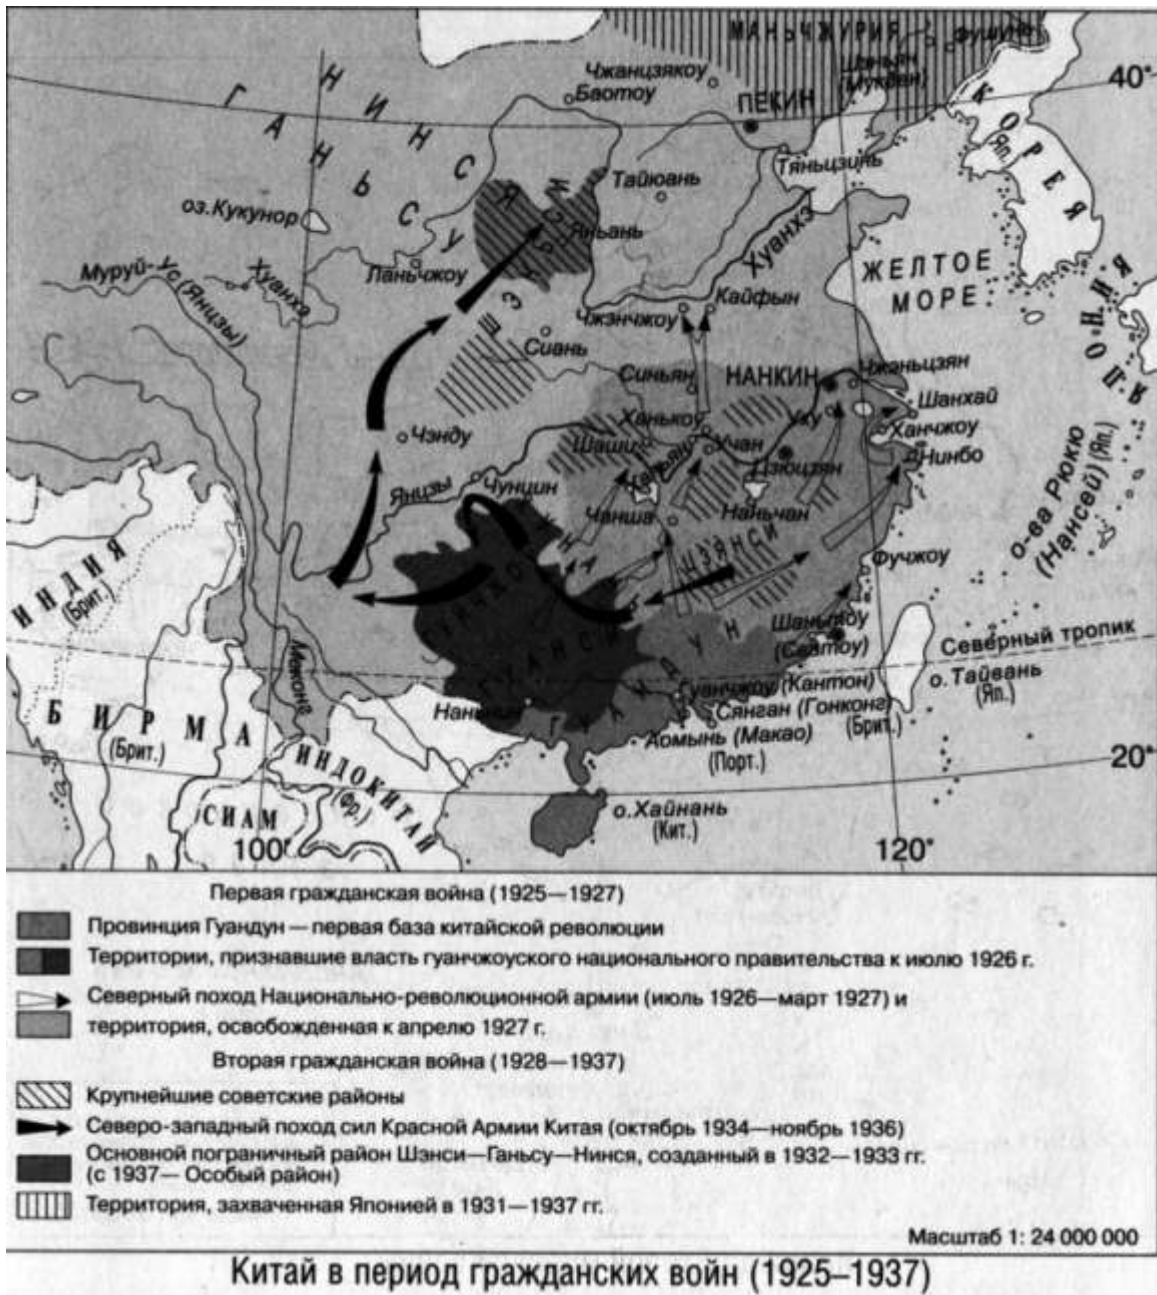 МАНЬЧЖУРИЯ
Фушунь
Шэньян
(Мукден)
Чжанцзякоу
Баотоу
ПЕКИН
40°
НИНСЯ
ГАНЬСУ
КОРЕЯ
(Яп.)
Тяньцзинь
Тайюань
оз. Кукунор
Яньань
Хуанхэ
Ланьчжоу
Муруй-Ус (Янцзы)
Хуанхэ
ШЭНЬСИ
ЖЕЛТОЕ
МОРЕ
ЯПОНИЯ
Кайфын
Чжэнчжоу
Сиань
Синьян
НАНКИН
Чжэньцзян
Шанхай
Ханькоу
Уху
Ханчжоу
Чэнду
Шаши
Ханьян
Учан
Цзюцзян
Нинбо
Янцзы
Чунцин
о-ва Рюкю
(Нансей) (Яп.)
Чанша
Наньчан
ХУНАНЬ
ЦЗЯНСИ
ИНДИЯ
(Брит.)
Фучжоу
ГУЙЧЖОУ
ГУАНСИ
Шаньтоу
(Сватоу)
Северный тропик
о. Тайвань
(Яп.)
Меконг
ГУАНДУН
Гуанчжоу (Кантон)
Наньнин
Сянган (Гонконг)
(Брит.)
БИРМА
(Брит.)
Аомынь (Макао)
(Порт.)
ИНДОКИТАЙ
(Фр.)
20°
СИАМ
о. Хайнань
(Кит.)
100°
120°
Первая гражданская война (1925—1927)
Провинция Гуандун — первая база китайской революции
Территории, признавшие власть гуанчжоуского национального правительства к июлю 1926 г.
Северный поход Национально-революционной армии (июль 1926—март 1927) и
территория, освобожденная к апрелю 1927 г.
Вторая гражданская война (1928—1937)
Крупнейшие советские районы
Северо-западный поход сил Красной Армии Китая (октябрь 1934—ноябрь 1936)
Основной пограничный район Шэнси—Ганьсу—Нинся, созданный в 1932—1933 гг.
(с 1937— Особый район)
Территория, захваченная Японией в 1931—1937 гг.
Масштаб 1: 24 000 000
Китай в период гражданских войн (1925–1937)